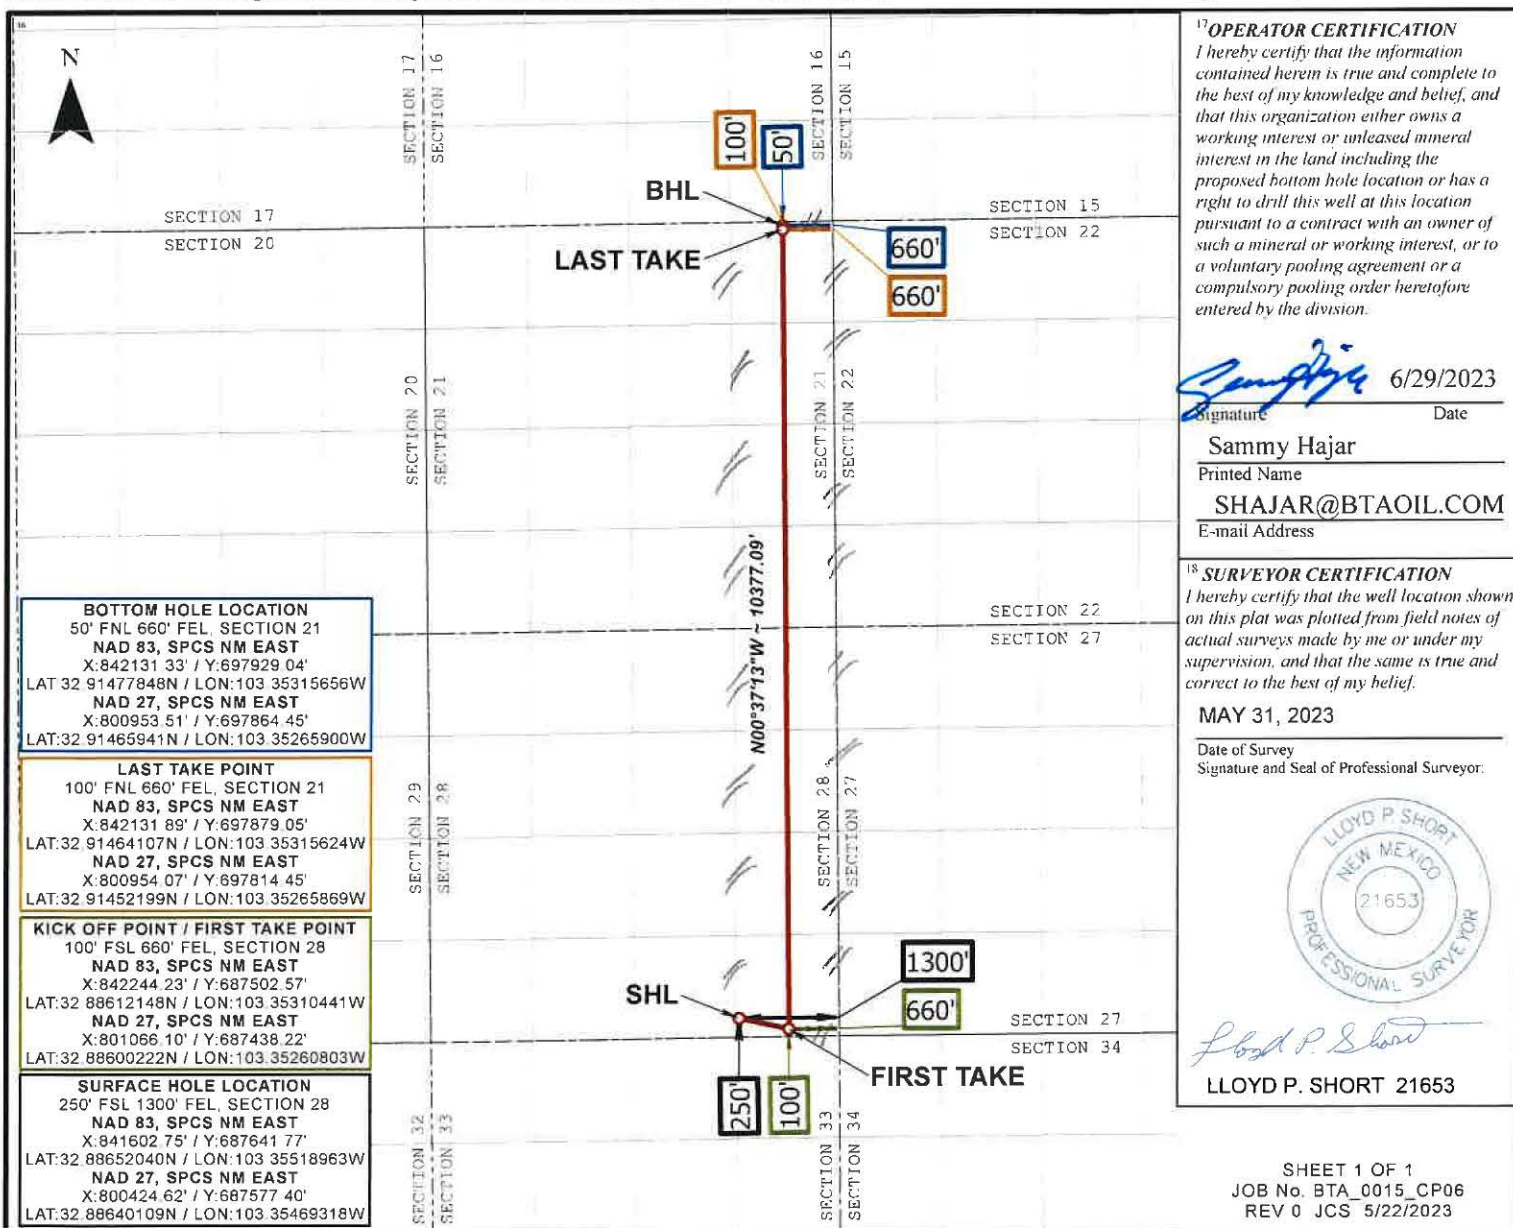 16
N
SECTION 17
SECTION 16
SECTION 16
SECTION 15
100'
50'
BHL
LAST TAKE
SECTION 17
SECTION 20
SECTION 15
SECTION 22
660'
660'
SECTION 20
SECTION 21
SECTION 21
SECTION 22
N00°37'13"W ~ 10377.09'
SECTION 22
SECTION 27
SECTION 29
SECTION 28
SECTION 28
SECTION 27
1300'
660'
SHL
FIRST TAKE
SECTION 27
SECTION 34
250'
100'
SECTION 32
SECTION 33
SECTION 33
SECTION 34
BOTTOM HOLE LOCATION
50' FNL 660' FEL, SECTION 21
NAD 83, SPCS NM EAST
X:842131.33' / Y:697929.04'
LAT:32.91477848N / LON:103.35315656W
NAD 27, SPCS NM EAST
X:800953.51' / Y:697864.45'
LAT:32.91465941N / LON:103.35265900W
LAST TAKE POINT
100' FNL 660' FEL, SECTION 21
NAD 83, SPCS NM EAST
X:842131.89' / Y:697879.05'
LAT:32.91464107N / LON:103.35315624W
NAD 27, SPCS NM EAST
X:800954.07' / Y:697814.45'
LAT:32.91452199N / LON:103.35265869W
KICK OFF POINT / FIRST TAKE POINT
100' FSL 660' FEL, SECTION 28
NAD 83, SPCS NM EAST
X:842244.23' / Y:687502.57'
LAT:32.88612148N / LON:103.35310441W
NAD 27, SPCS NM EAST
X:801066.10' / Y:687438.22'
LAT:32.88600222N / LON:103.35260803W
SURFACE HOLE LOCATION
250' FSL 1300' FEL, SECTION 28
NAD 83, SPCS NM EAST
X:841602.75' / Y:687641.77'
LAT:32.88652040N / LON:103.35518963W
NAD 27, SPCS NM EAST
X:800424.62' / Y:687577.40'
LAT:32.88640109N / LON:103.35469318W
17 OPERATOR CERTIFICATION
I hereby certify that the information
contained herein is true and complete to
the best of my knowledge and belief, and
that this organization either owns a
working interest or unleased mineral
interest in the land including the
proposed bottom hole location or has a
right to drill this well at this location
pursuant to a contract with an owner of
such a mineral or working interest, or to
a voluntary pooling agreement or a
compulsory pooling order heretofore
entered by the division.
6/29/2023
Signature Date
Sammy Hajar
Printed Name
SHAJAR@BTAOIL.COM
E-mail Address
18 SURVEYOR CERTIFICATION
I hereby certify that the well location shown
on this plat was plotted from field notes of
actual surveys made by me or under my
supervision, and that the same is true and
correct to the best of my belief.
MAY 31, 2023
Date of Survey
Signature and Seal of Professional Surveyor:
LLOYD P. SHORT
NEW MEXICO
21653
PROFESSIONAL SURVEYOR
Lloyd P. Short
LLOYD P. SHORT 21653
SHEET 1 OF 1
JOB No. BTA_0015_CP06
REV 0 JCS 5/22/2023